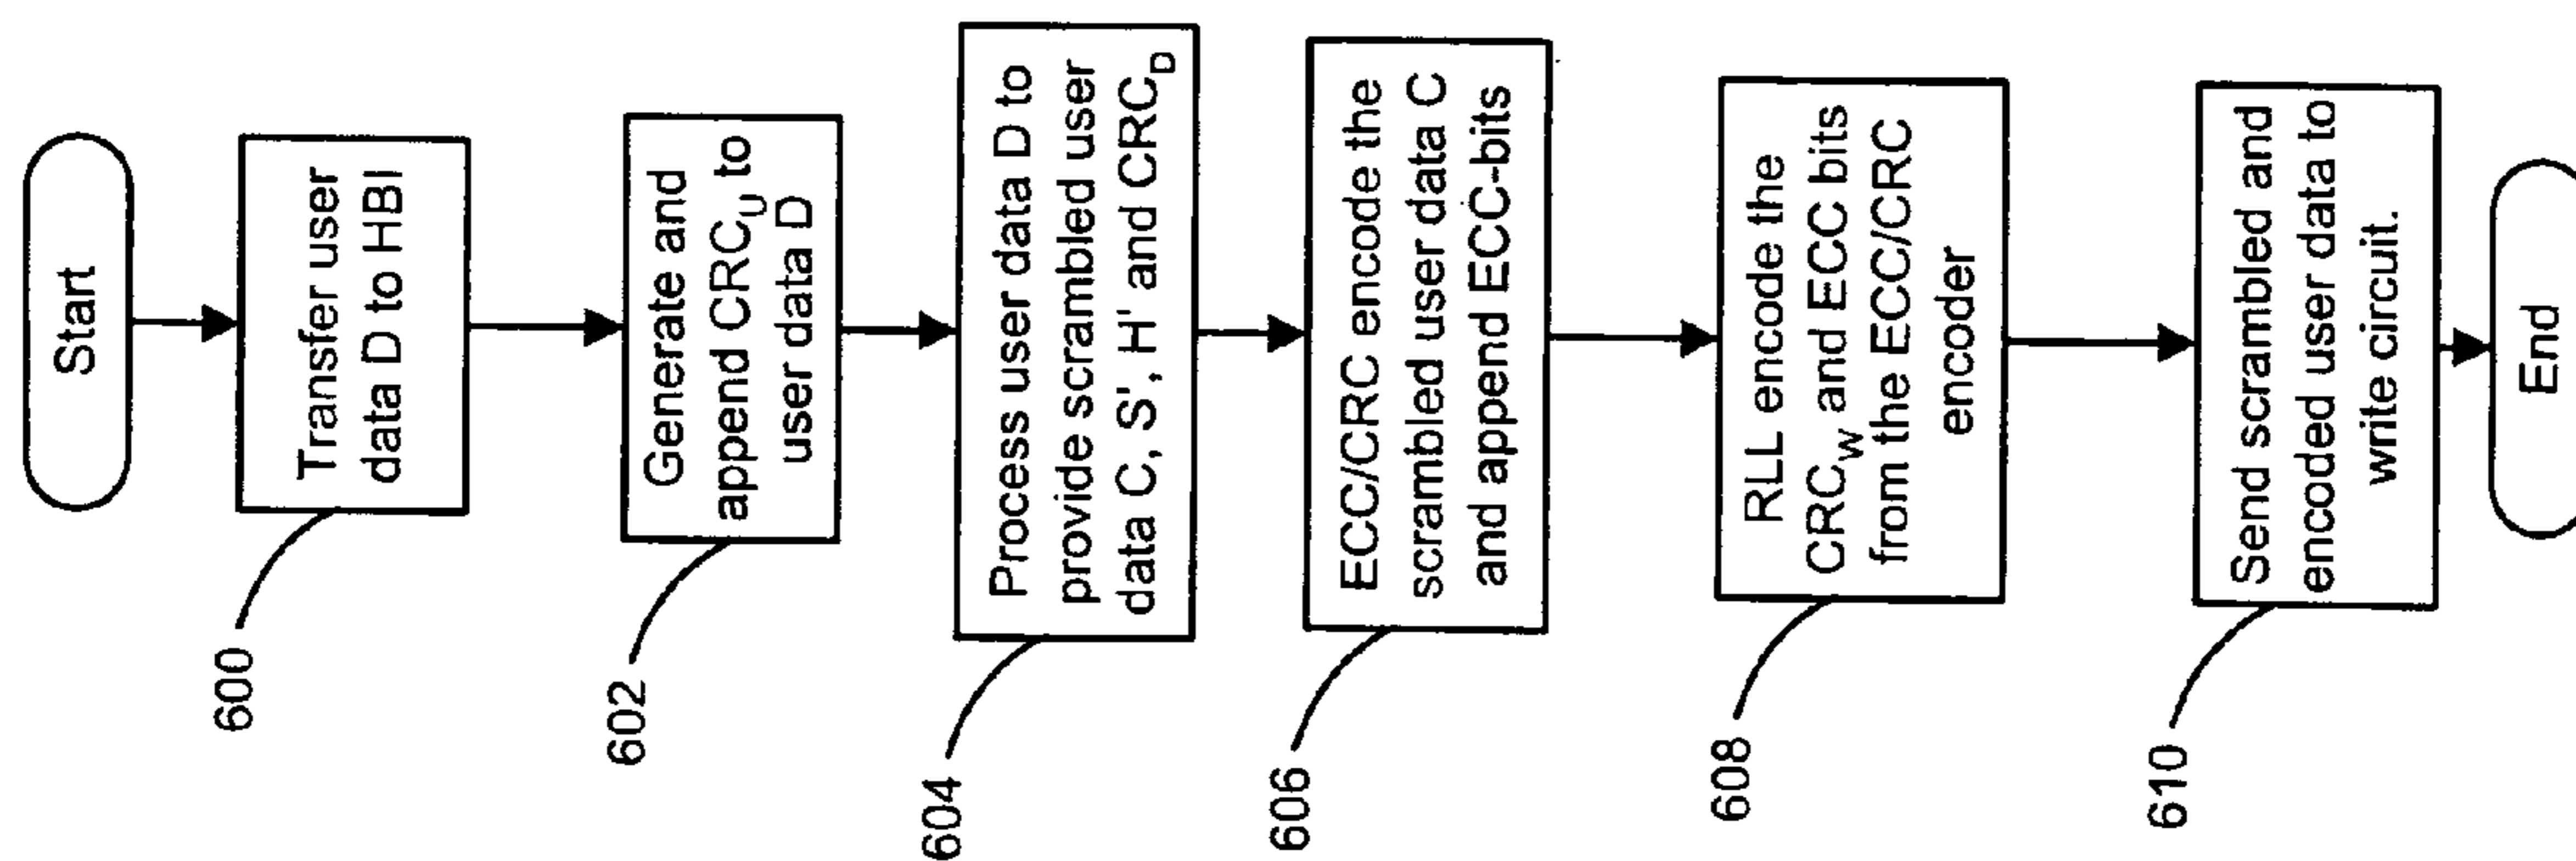 Start
600
Transfer user
data D to HBI
602
Generate and
append CRC_U to
user data D
604
Process user data D to
provide scrambled user
data C, S', H' and CRC_D
606
ECC/CRC encode the
scrambled user data C
and append ECC-bits
608
RLL encode the
CRC_W and ECC bits
from the ECC/CRC
encoder
610
Send scrambled and
encoded user data to
write circuit.
End